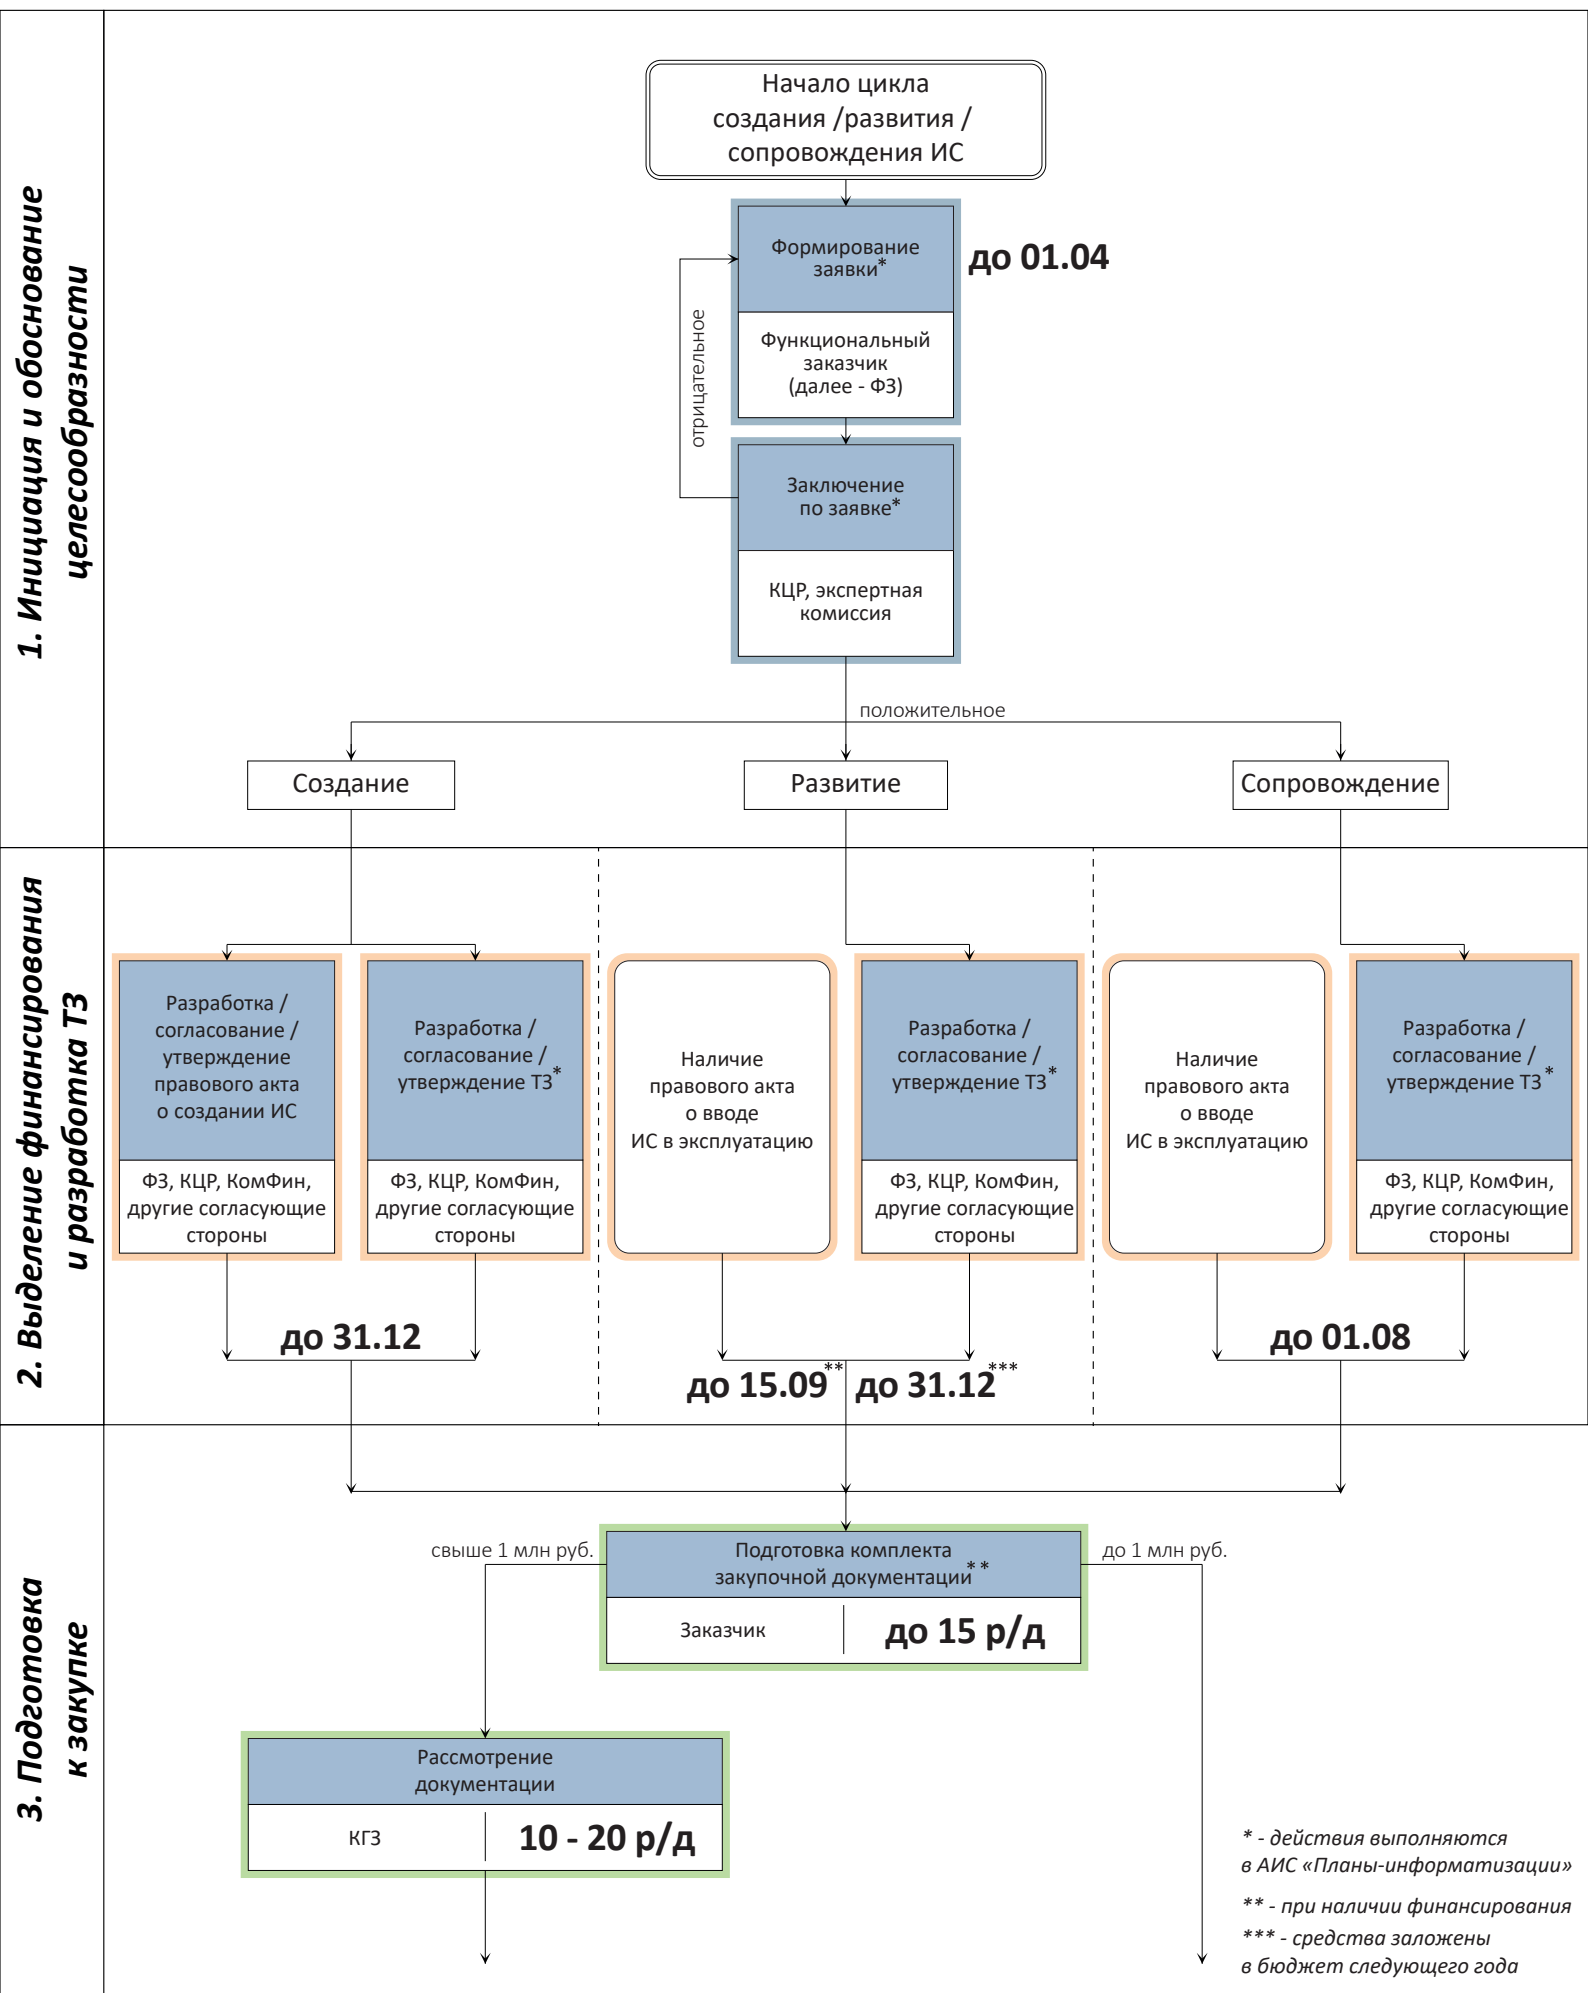 1. Инициация и обоснование
целесообразности
Начало цикла
создания /развития /
сопровождения ИС
Формирование
заявки*
до 01.04
Функциональный
заказчик
(далее - ФЗ)
отрицательное
Заключение
по заявке*
КЦР, экспертная
комиссия
положительное
Создание
Развитие
Сопровождение
2. Выделение финансирования
и разработка ТЗ
Разработка /
согласование /
утверждение
правового акта
о создании ИС
ФЗ, КЦР, КомФин,
другие согласующие
стороны
Разработка /
согласование /
утверждение ТЗ*
ФЗ, КЦР, КомФин,
другие согласующие
стороны
до 31.12
Наличие
правового акта
о вводе
ИС в эксплуатацию
Разработка /
согласование /
утверждение ТЗ*
ФЗ, КЦР, КомФин,
другие согласующие
стороны
до 15.09**
до 31.12***
Наличие
правового акта
о вводе
ИС в эксплуатацию
Разработка /
согласование /
утверждение ТЗ*
ФЗ, КЦР, КомФин,
другие согласующие
стороны
до 01.08
3. Подготовка
к закупке
свыше 1 млн руб.
Подготовка комплекта
закупочной документации**
до 1 млн руб.
Заказчик
до 15 р/д
Рассмотрение
документации
КГЗ
10 - 20 р/д
* - действия выполняются
в АИС «Планы-информатизации»
** - при наличии финансирования
*** - средства заложены
в бюджет следующего года